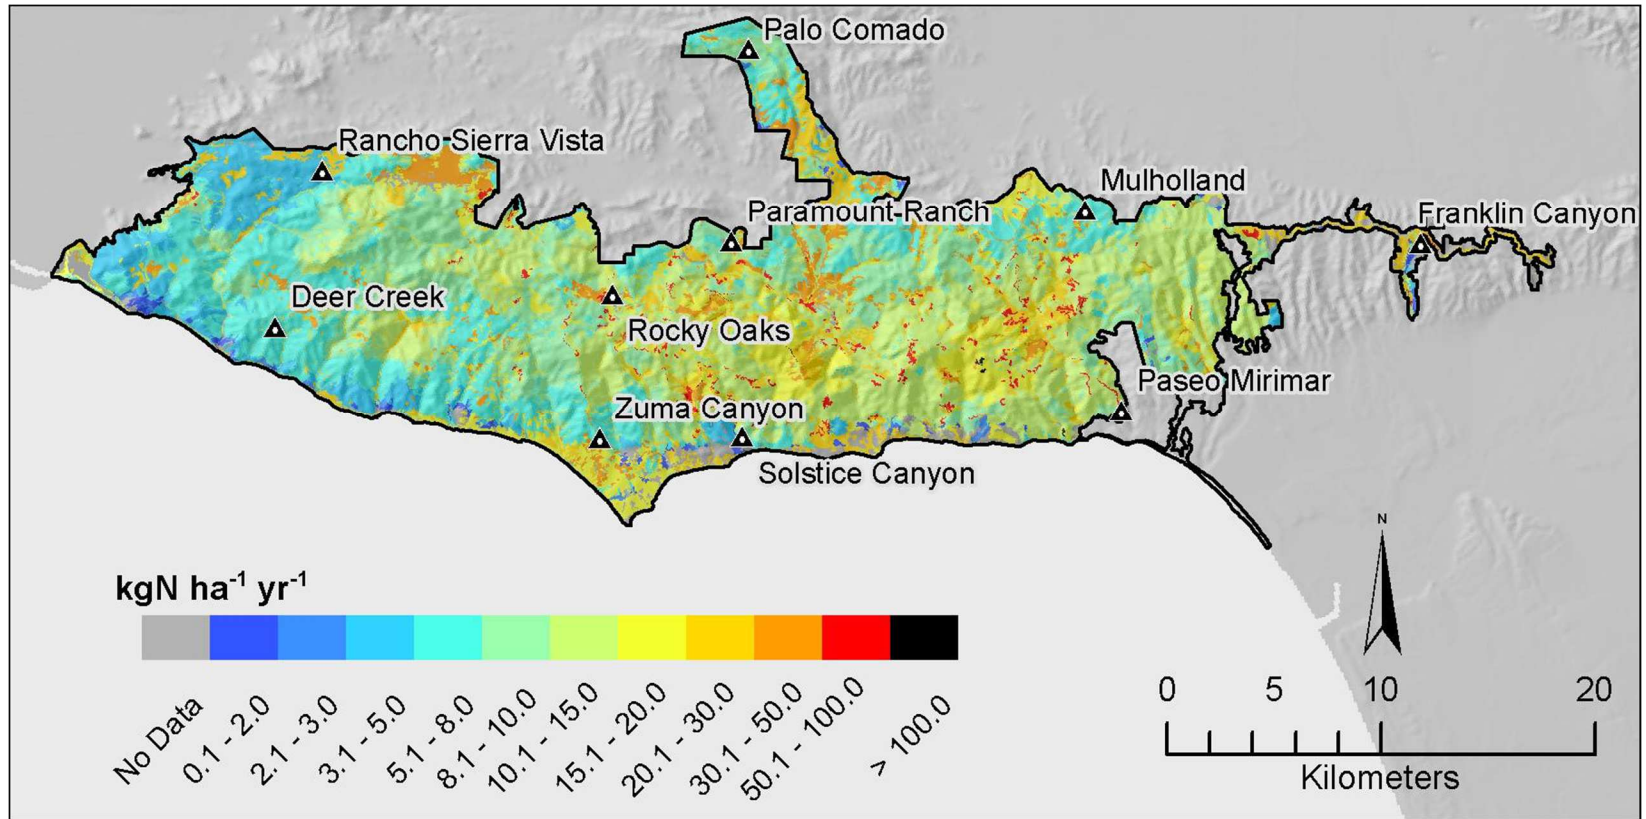 Palo Comado
Rancho Sierra Vista
Mulholland
Paramount Ranch
Franklin Canyon
Deer Creek
Rocky Oaks
Paseo Mirimar
Zuma Canyon
Solstice Canyon
N
kgN ha⁻¹ yr⁻¹
No Data
0.1 - 2.0
2.1 - 3.0
3.1 - 5.0
5.1 - 8.0
8.1 - 10.0
10.1 - 15.0
15.1 - 20.0
20.1 - 30.0
30.1 - 50.0
50.1 - 100.0
> 100.0
0 5 10 20
Kilometers